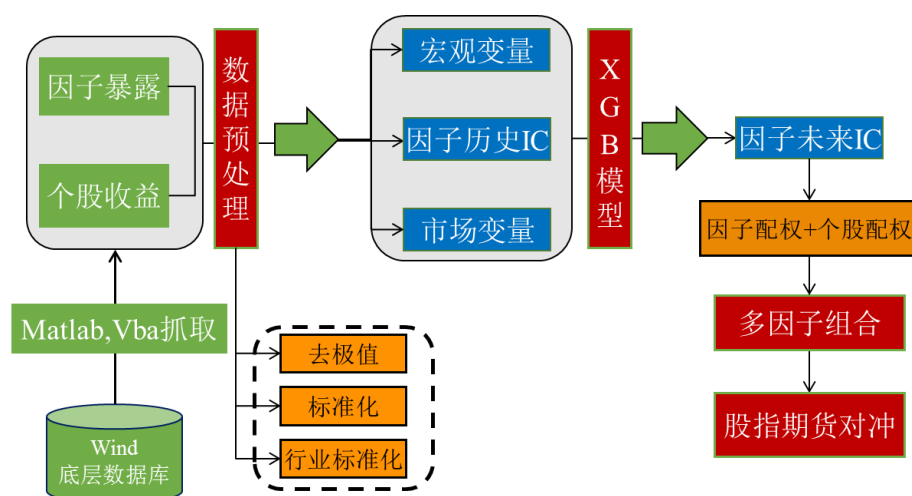 因子暴露
个股收益
Matlab,Vba抓取
Wind
底层数据库
数据预处理
去极值
标准化
行业标准化
宏观变量
因子历史IC
市场变量
XGB模型
因子未来IC
因子配权+个股配权
多因子组合
股指期货对冲